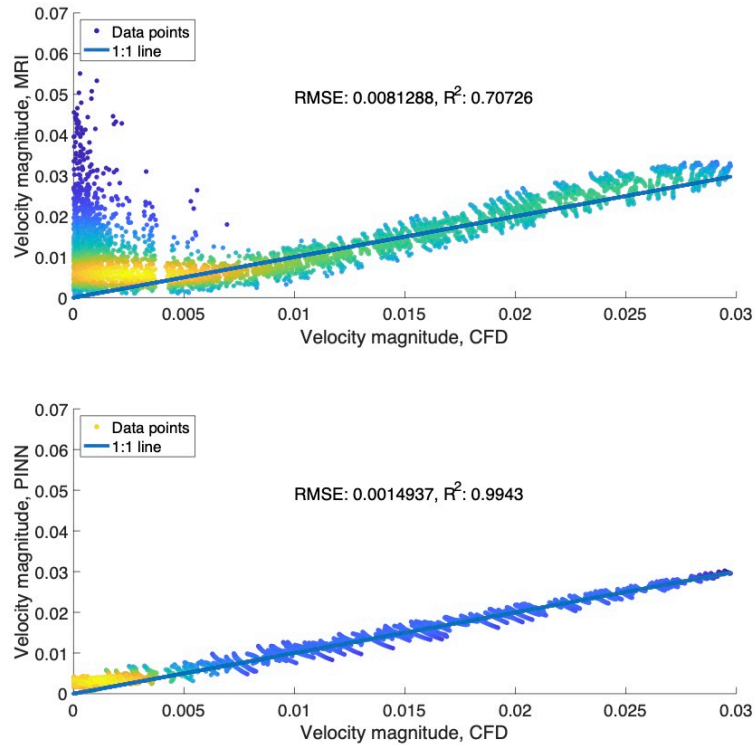 0.07
0.06
0.05
0.04
0.03
0.02
0.01
0
Velocity magnitude, MRI
Data points
1:1 line
RMSE: 0.0081288, R²: 0.70726
0 0.005 0.01 0.015 0.02 0.025 0.03
Velocity magnitude, CFD
0.07
0.06
0.05
0.04
0.03
0.02
0.01
0
Velocity magnitude, PINN
Data points
1:1 line
RMSE: 0.0014937, R²: 0.9943
0 0.005 0.01 0.015 0.02 0.025 0.03
Velocity magnitude, CFD